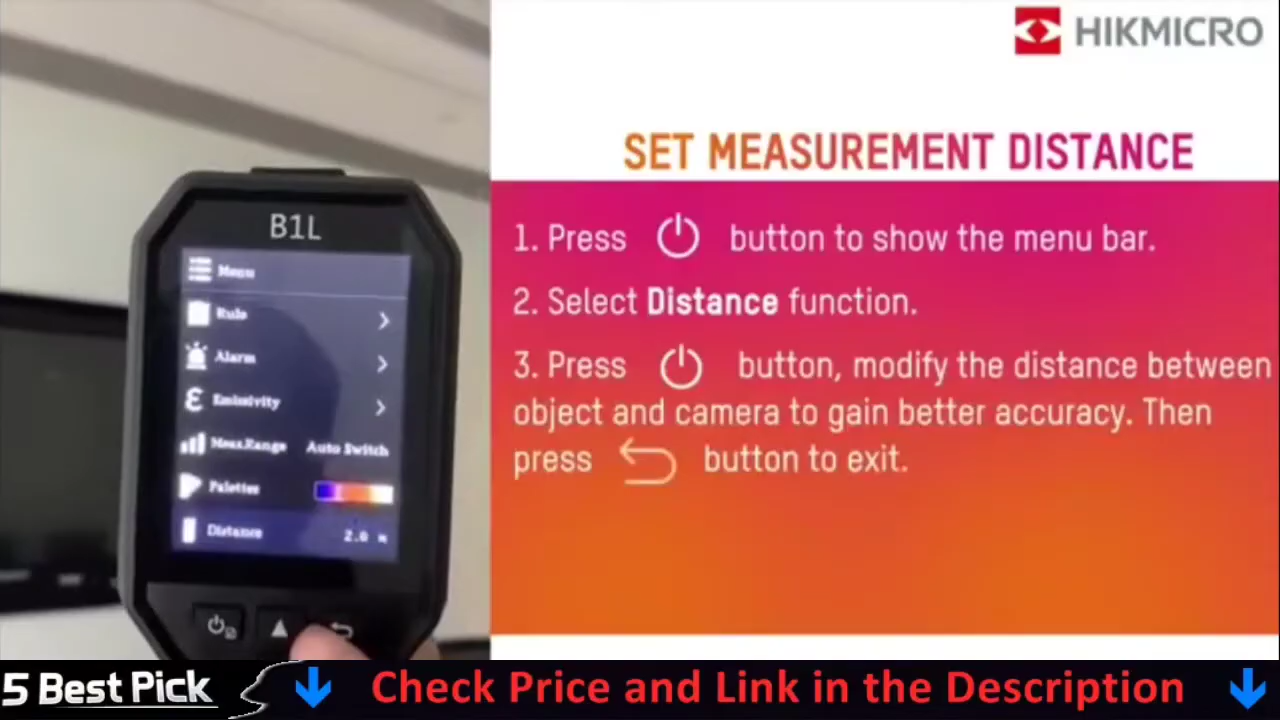 HIKMICRO
SET MEASUREMENT DISTANCE
1. Press button to show the menu bar.
2. Select Distance function.
3. Press button, modify the distance between
object and camera to gain better accuracy. Then
press button to exit.
B1L
Menu
Rule
Alarm
Emissivity
Meas.Range Auto Switch
Palettes
Distance 2.0 m
5 Best Pick
Check Price and Link in the Description